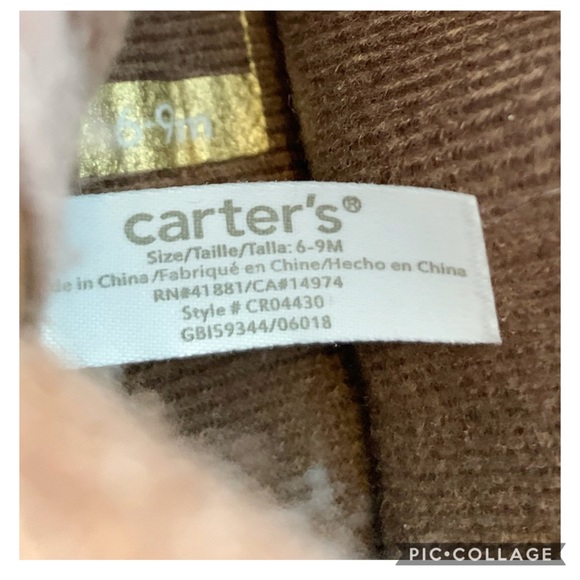 6-9m
carter's®
Size/Taille/Talla: 6-9M
de in China/Fabriqué en Chine/Hecho en China
RN#41881/CA#14974
Style # CR04430
GBI59344/06018
PIC•COLLAGE